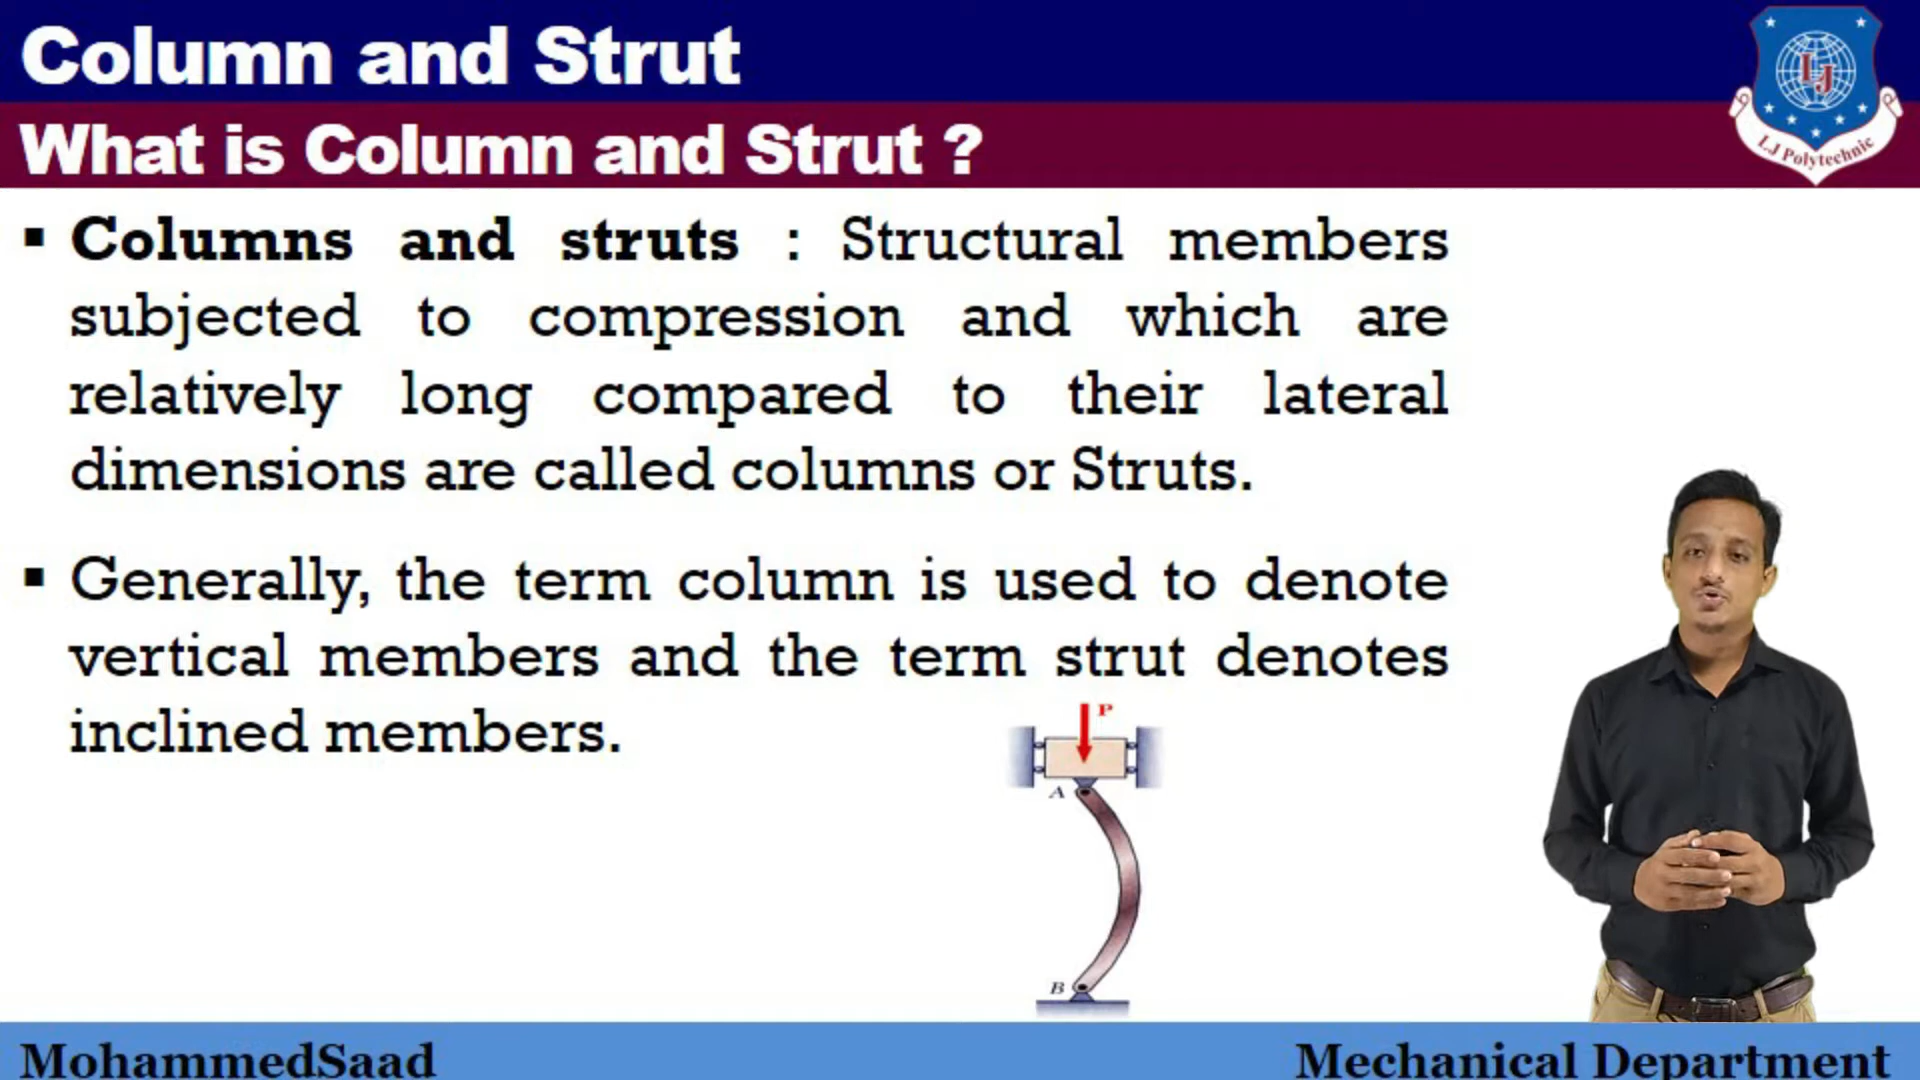 Column and Strut
What is Column and Strut ?
LJ
LJ Polytechnic
▪ Columns and struts : Structural members
subjected to compression and which are
relatively long compared to their lateral
dimensions are called columns or Struts.
▪ Generally, the term column is used to denote
vertical members and the term strut denotes
inclined members.
P
A
B
MohammedSaad
Mechanical Department